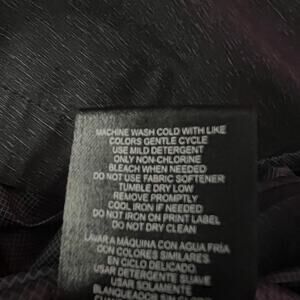 MACHINE WASH COLD WITH LIKE
COLORS GENTLE CYCLE
USE MILD DETERGENT
ONLY NON-CHLORINE
BLEACH WHEN NEEDED
DO NOT USE FABRIC SOFTENER
TUMBLE DRY LOW
REMOVE PROMPTLY
COOL IRON IF NEEDED
DO NOT IRON ON PRINT LABEL
DO NOT DRY CLEAN
LAVAR A MÁQUINA CON AGUA FRÍA
CON COLORES SIMILARES
EN CICLO DELICADO
USAR DETERGENTE SUAVE
USAR SOLAMENTE
BLANQUEADOR SIN